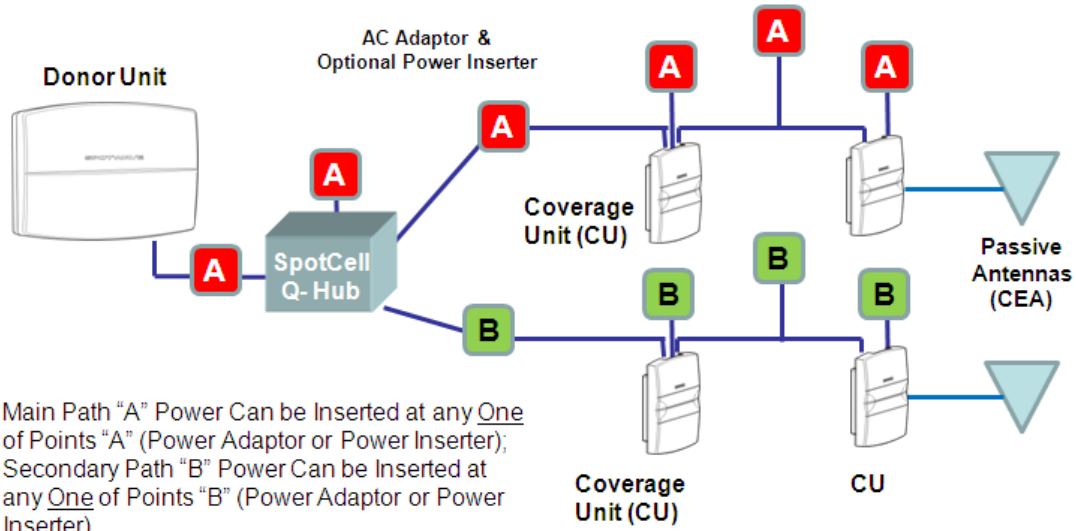 AC Adaptor &
Optional Power Inserter
Donor Unit
SPOTWAVE
A
A
A
A
A
A
SpotCell
Q- Hub
Coverage
Unit (CU)
B
B
B
B
Passive
Antennas
(CEA)
Main Path “A” Power Can be Inserted at any One
of Points “A” (Power Adaptor or Power Inserter);
Secondary Path “B” Power Can be Inserted at
any One of Points “B” (Power Adaptor or Power
Inserter)
Coverage
Unit (CU)
CU